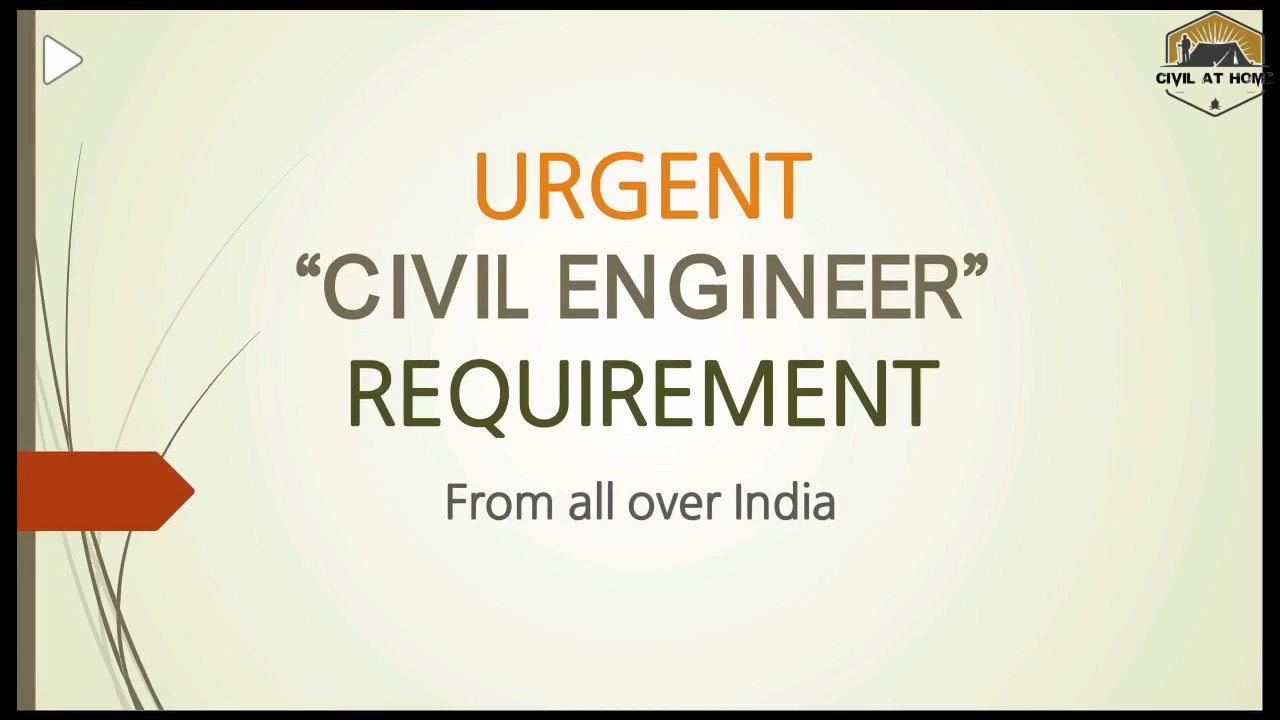 CIVIL AT HOME
URGENT
“CIVIL ENGINEER”
REQUIREMENT
From all over India